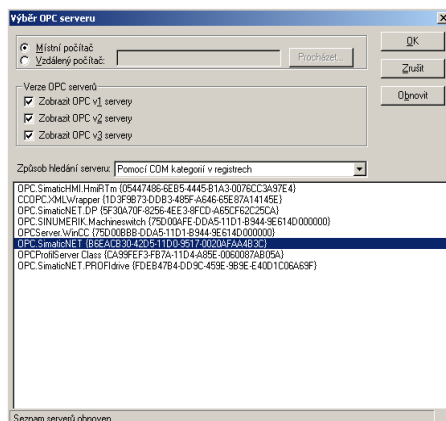 Výběr OPC serveru
Místní počítač
Vzdálený počítač:
Procházet...
OK
Zrušit
Obnovit
Verze OPC serverů
Zobrazit OPC v1 servery
Zobrazit OPC v2 servery
Zobrazit OPC v3 servery
Způsob hledání serveru: Pomocí COM kategorií v registrech
OPC.SimaticHMI.HmiRTm {05447486-6EB5-4445-B1A3-0076CC3A97E4}
CCOPC.XMLWrapper {1D3F9B73-DDB3-485F-A646-65E87A14145E}
OPC.SimaticNET.DP {5F30A70F-8256-4EE3-8FCD-A65CF62C25CA}
OPC.SINUMERIK.Machineswitch {75D00AFE-DDA5-11D1-B944-9E614D000000}
OPCServer.WinCC {75D00BBB-DDA5-11D1-B944-9E614D000000}
OPC.SimaticNET {B6EACB30-42D5-11D0-9517-0020AFAA4B3C}
OPCProfilServer Class {CA99FEF3-FB7A-11D4-A85E-0060087AB05A}
OPC.SimaticNET.PROFIdrive {FDEB47B4-DD9C-459E-9B9E-E40D1C06A69F}
Seznam serverů obnoven